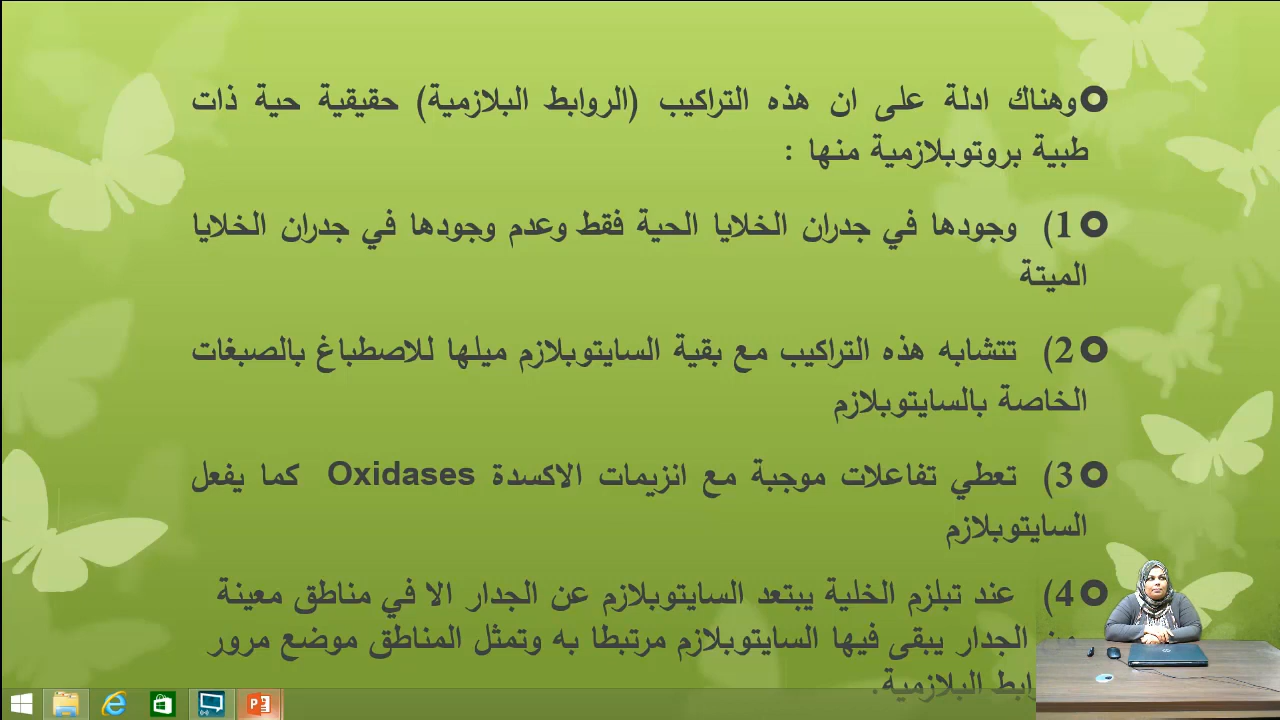 وهناك ادلة على ان هذه التراكيب (الروابط البلازمية) حقيقية حية ذات
طبية بروتوبلازمية منها :
1) وجودها في جدران الخلايا الحية فقط وعدم وجودها في جدران الخلايا
الميتة
2) تتشابه هذه التراكيب مع بقية السايتوبلازم ميلها للاصطباغ بالصبغات
الخاصة بالسايتوبلازم
3) تعطي تفاعلات موجبة مع انزيمات الاكسدة Oxidases كما يفعل
السايتوبلازم
4) عند تبلزم الخلية يبتعد السايتوبلازم عن الجدار الا في مناطق معينة
الجدار يبقى فيها السايتوبلازم مرتبطا به وتمثل المناطق موضع مرور
البلازمية.